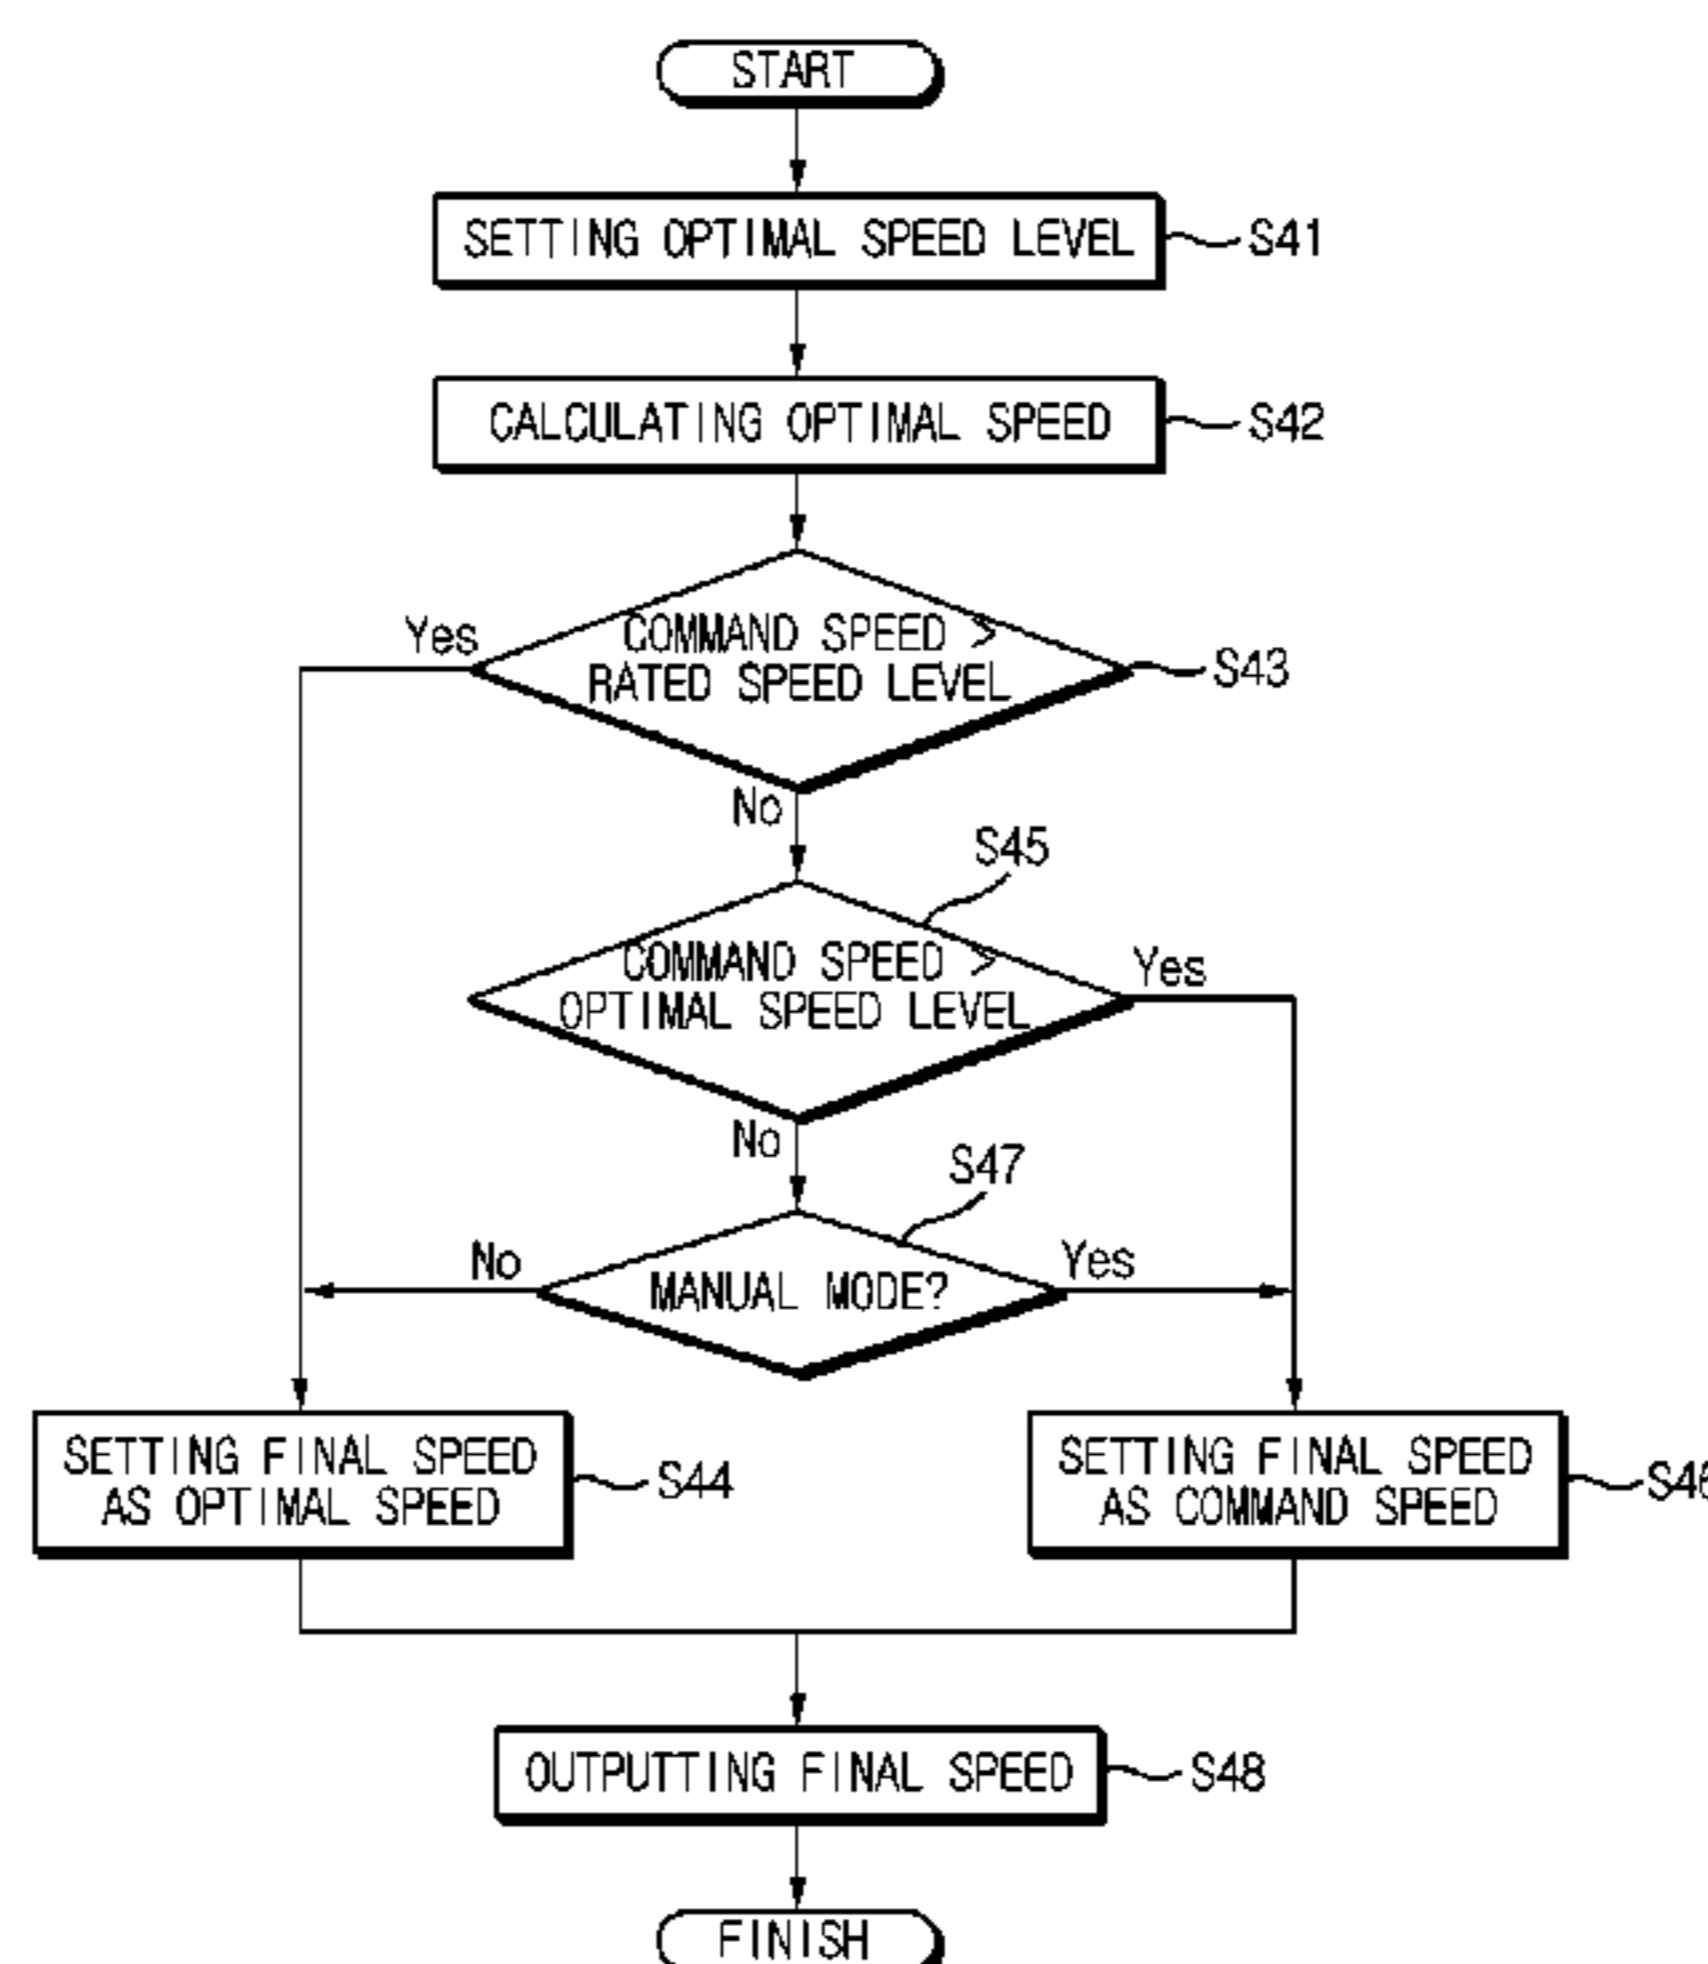 START
SETTING OPTIMAL SPEED LEVEL
S41
CALCULATING OPTIMAL SPEED
S42
COMMAND SPEED >
RATED SPEED LEVEL
Yes
S43
No
S45
COMMAND SPEED >
OPTIMAL SPEED LEVEL
Yes
No
S47
MANUAL MODE?
No
Yes
SETTING FINAL SPEED
AS OPTIMAL SPEED
S44
SETTING FINAL SPEED
AS COMMAND SPEED
S46
OUTPUTTING FINAL SPEED
S48
FINISH